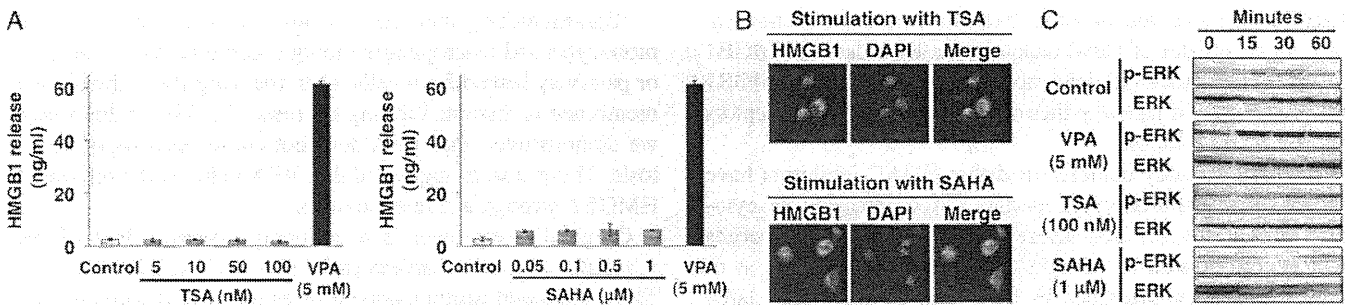 A
HMGB1 release
(ng/ml)
60
40
20
0
Control 5 10 50 100 VPA
TSA (nM) (5 mM)
HMGB1 release
(ng/ml)
60
40
20
0
Control 0.05 0.1 0.5 1 VPA
SAHA (μM) (5 mM)
B
Stimulation with TSA
HMGB1 DAPI Merge
Stimulation with SAHA
HMGB1 DAPI Merge
C
Minutes
0 15 30 60
Control
p-ERK
ERK
VPA
(5 mM)
p-ERK
ERK
TSA
(100 nM)
p-ERK
ERK
SAHA
(1 μM)
p-ERK
ERK